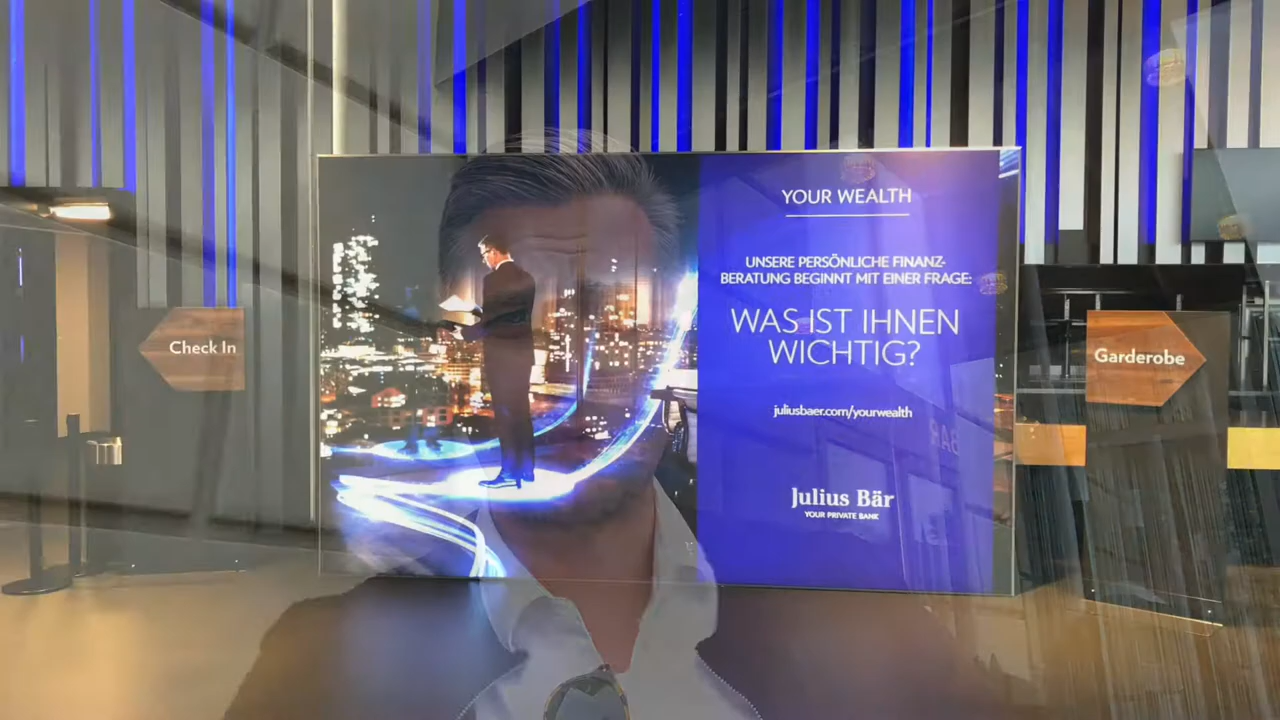 YOUR WEALTH
UNSERE PERSÖNLICHE FINANZ-
BERATUNG BEGINNT MIT EINER FRAGE:
WAS IST IHNEN
WICHTIG?
juliusbaer.com/yourwealth
Julius Bär
YOUR PRIVATE BANK
Check In
Garderobe
BAR